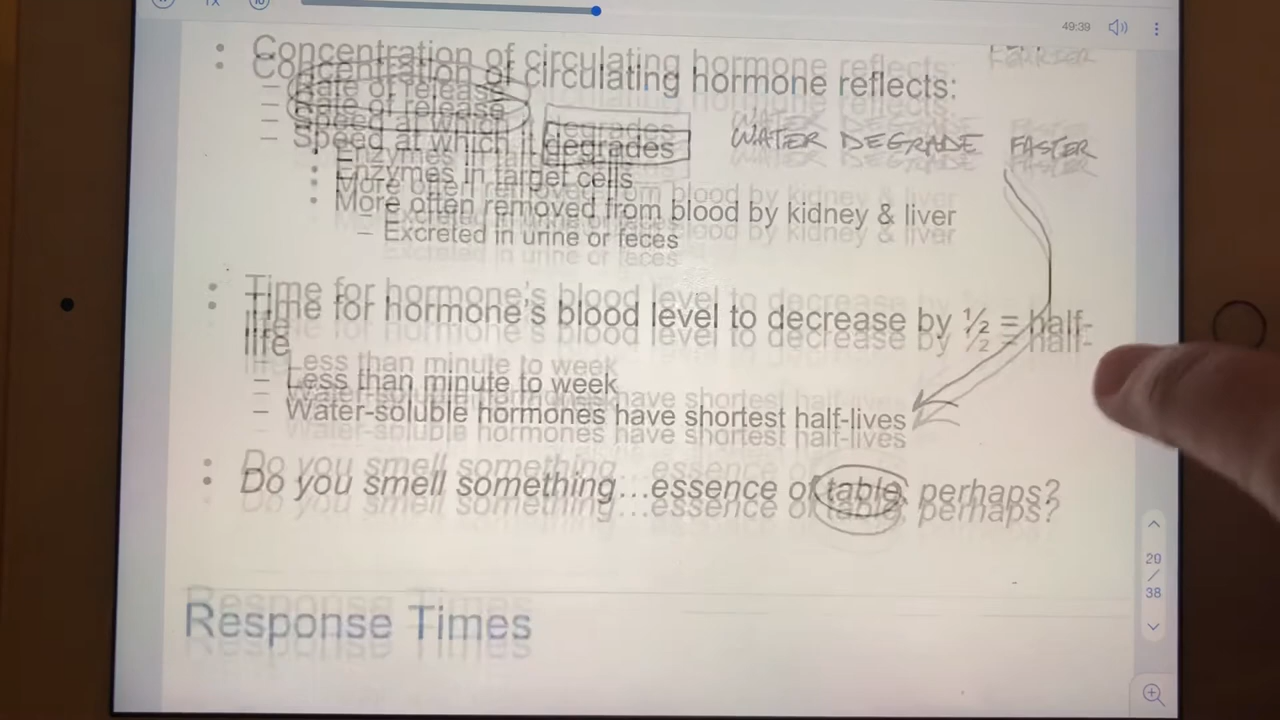 1X
10
49:39
Concentration of circulating hormone reflects:
– Rate of release
– Speed at which it degrades
WATER DEGRADE FASTER
• Enzymes in target cells
• More often removed from blood by kidney & liver
– Excreted in urine or feces
• Time for hormone's blood level to decrease by ½ = half-
life
– Less than minute to week
– Water-soluble hormones have shortest half-lives
• Do you smell something…essence of table, perhaps?
29
/
38
Response Times